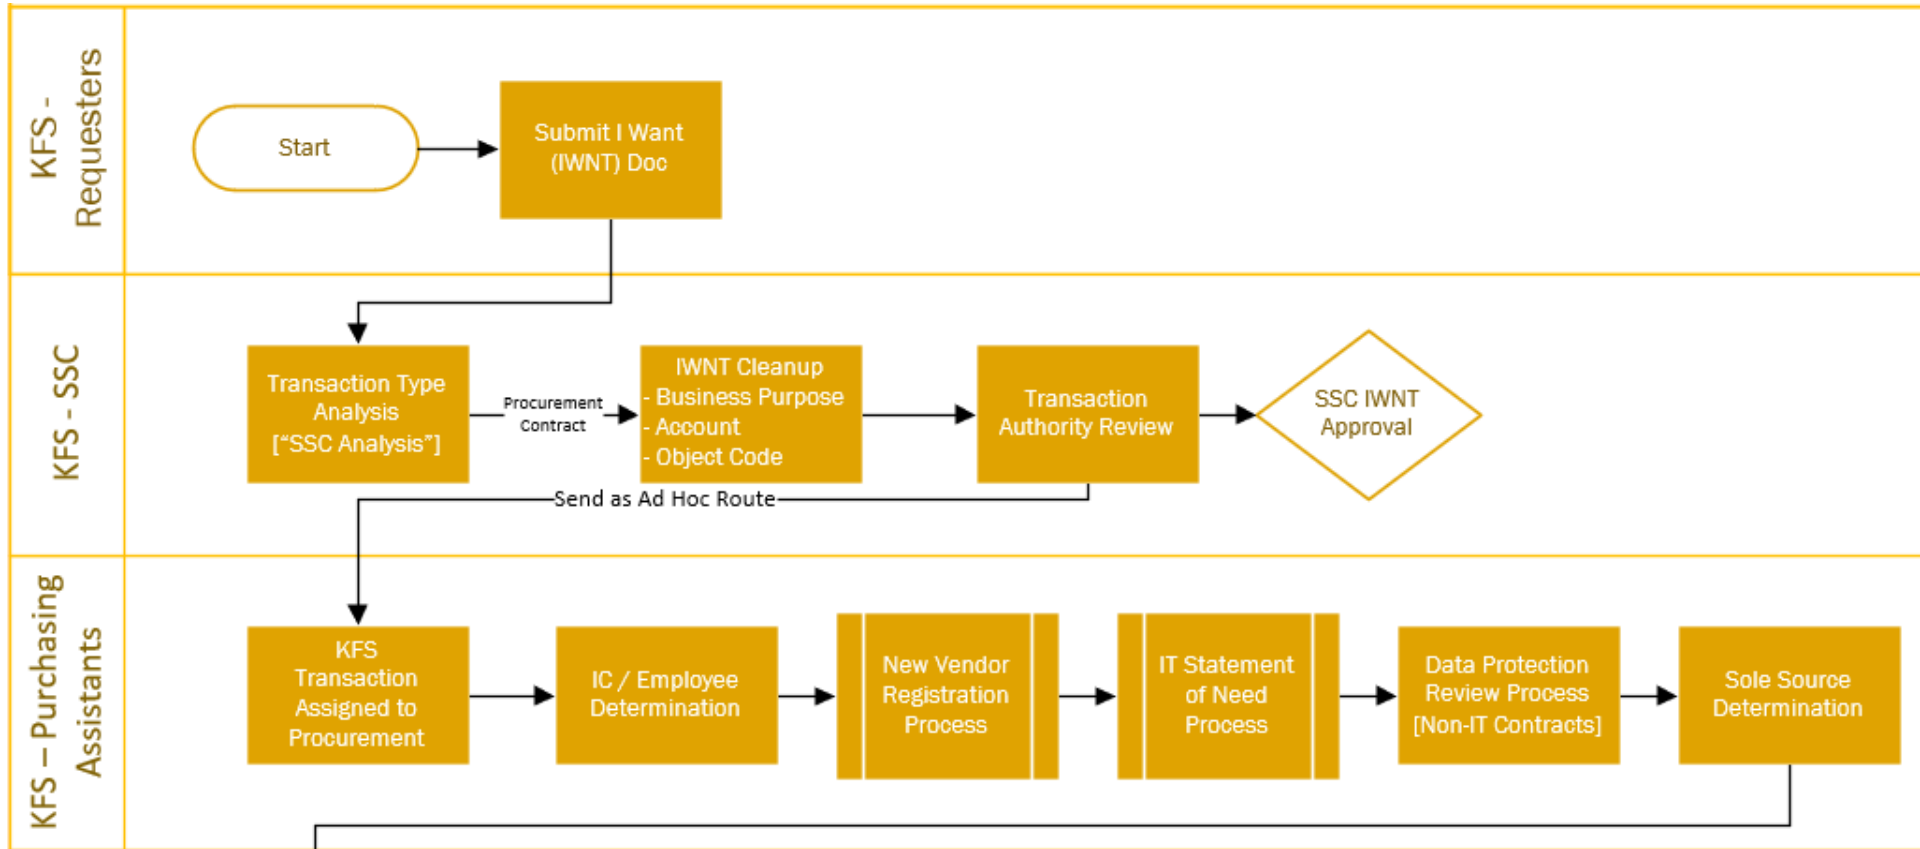 KFS -
Requesters
Start
Submit I Want
(IWNT) Doc
KFS - SSC
Transaction Type
Analysis
[“SSC Analysis”]
Procurement
Contract
IWNT Cleanup
- Business Purpose
- Account
- Object Code
Transaction
Authority Review
SSC IWNT
Approval
Send as Ad Hoc Route
KFS – Purchasing
Assistants
KFS
Transaction
Assigned to
Procurement
IC / Employee
Determination
New Vendor
Registration
Process
IT Statement
of Need
Process
Data Protection
Review Process
[Non-IT Contracts]
Sole Source
Determination